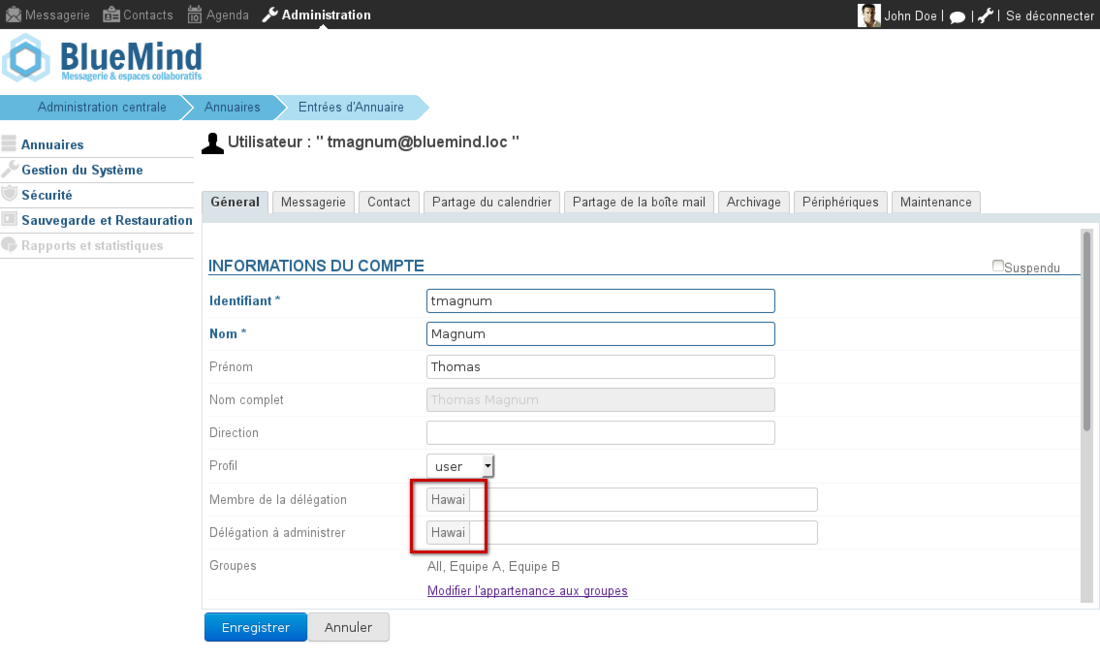 Messagerie Contacts Agenda Administration John Doe | | | Se déconnecter
BlueMind
Messagerie & espaces collaboratifs
Administration centrale Annuaires Entrées d'Annuaire
Annuaires
Gestion du Système
Sécurité
Sauvegarde et Restauration
Rapports et statistiques
Utilisateur : " tmagnum@bluemind.loc "
Géneral Messagerie Contact Partage du calendrier Partage de la boîte mail Archivage Périphériques Maintenance
INFORMATIONS DU COMPTE Suspendu
Identifiant * tmagnum
Nom * Magnum
Prénom Thomas
Nom complet Thomas Magnum
Direction
Profil user
Membre de la délégation Hawai
Délégation à administrer Hawai
Groupes All, Equipe A, Equipe B
Modifier l'appartenance aux groupes
Enregistrer Annuler